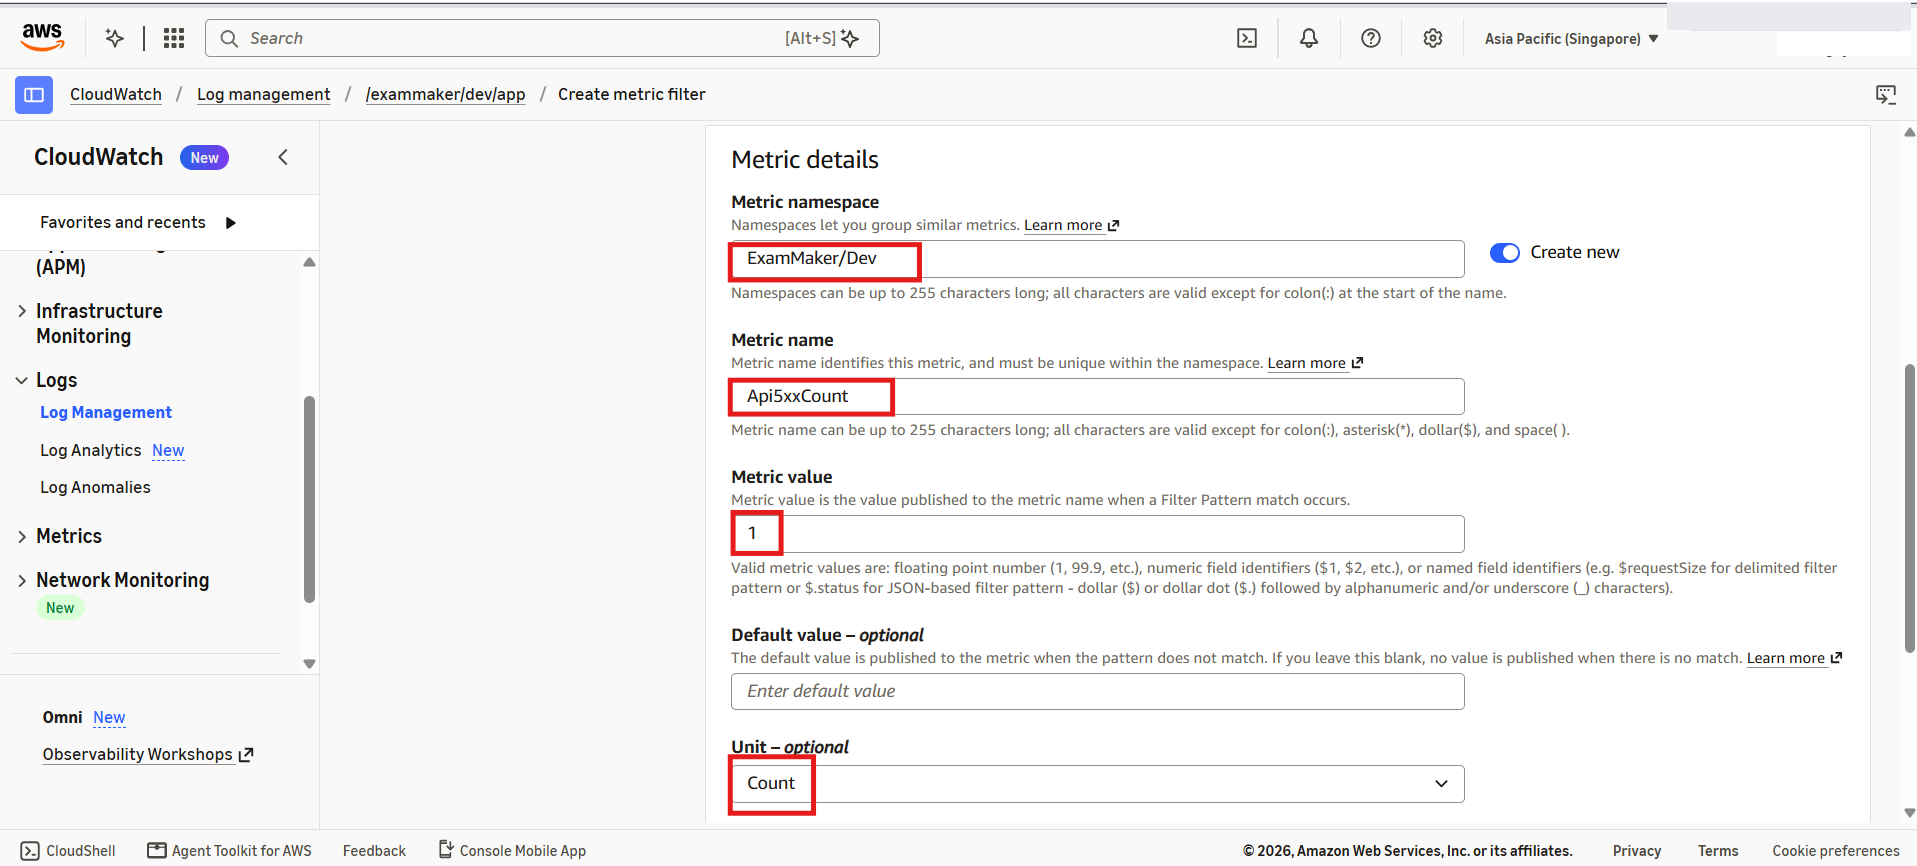 aws
Search [Alt+S]
Asia Pacific (Singapore)
CloudWatch / Log management / /exammaker/dev/app / Create metric filter
CloudWatch New
Favorites and recents
(APM)
Infrastructure
Monitoring
Logs
Log Management
Log Analytics New
Log Anomalies
Metrics
Network Monitoring
New
Omni New
Observability Workshops
Metric details
Metric namespace
Namespaces let you group similar metrics. Learn more
ExamMaker/Dev
Create new
Namespaces can be up to 255 characters long; all characters are valid except for colon(:) at the start of the name.
Metric name
Metric name identifies this metric, and must be unique within the namespace. Learn more
Api5xxCount
Metric name can be up to 255 characters long; all characters are valid except for colon(:), asterisk(*), dollar($), and space( ).
Metric value
Metric value is the value published to the metric name when a Filter Pattern match occurs.
1
Valid metric values are: floating point number (1, 99.9, etc.), numeric field identifiers ($1, $2, etc.), or named field identifiers (e.g. $requestSize for delimited filter
pattern or $.status for JSON-based filter pattern - dollar ($) or dollar dot ($.) followed by alphanumeric and/or underscore (_) characters).
Default value – optional
The default value is published to the metric when the pattern does not match. If you leave this blank, no value is published when there is no match. Learn more
Enter default value
Unit – optional
Count
CloudShell
Agent Toolkit for AWS
Feedback
Console Mobile App
© 2026, Amazon Web Services, Inc. or its affiliates.
Privacy
Terms
Cookie preferences